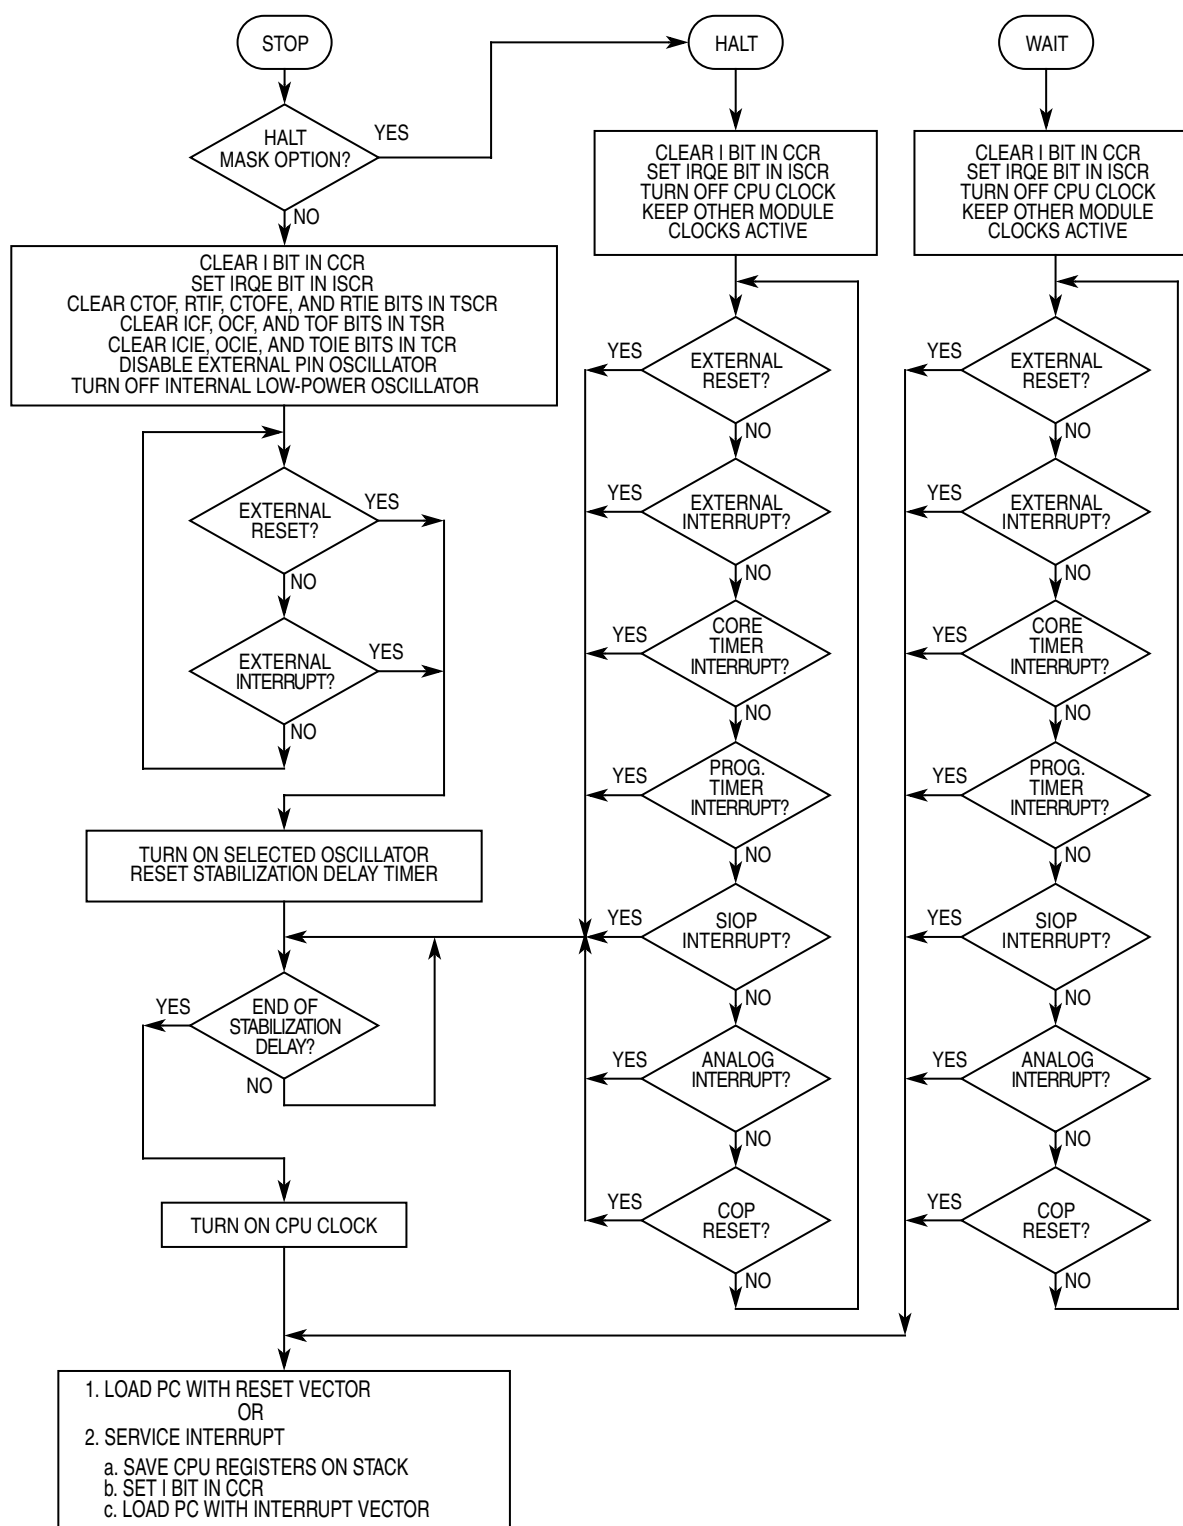 STOP
HALT
MASK OPTION?
YES
NO
CLEAR I BIT IN CCR
SET IRQE BIT IN ISCR
CLEAR CTOF, RTIF, CTOFE, AND RTIE BITS IN TSCR
CLEAR ICF, OCF, AND TOF BITS IN TSR
CLEAR ICIE, OCIE, AND TOIE BITS IN TCR
DISABLE EXTERNAL PIN OSCILLATOR
TURN OFF INTERNAL LOW-POWER OSCILLATOR
EXTERNAL
RESET?
YES
NO
EXTERNAL
INTERRUPT?
YES
NO
TURN ON SELECTED OSCILLATOR
RESET STABILIZATION DELAY TIMER
YES
END OF
STABILIZATION
DELAY?
NO
TURN ON CPU CLOCK
1. LOAD PC WITH RESET VECTOR
OR
2. SERVICE INTERRUPT
a. SAVE CPU REGISTERS ON STACK
b. SET I BIT IN CCR
c. LOAD PC WITH INTERRUPT VECTOR
HALT
CLEAR I BIT IN CCR
SET IRQE BIT IN ISCR
TURN OFF CPU CLOCK
KEEP OTHER MODULE
CLOCKS ACTIVE
YES
EXTERNAL
RESET?
NO
YES
EXTERNAL
INTERRUPT?
NO
YES
CORE
TIMER
INTERRUPT?
NO
YES
PROG.
TIMER
INTERRUPT?
NO
YES
SIOP
INTERRUPT?
NO
YES
ANALOG
INTERRUPT?
NO
YES
COP
RESET?
NO
WAIT
CLEAR I BIT IN CCR
SET IRQE BIT IN ISCR
TURN OFF CPU CLOCK
KEEP OTHER MODULE
CLOCKS ACTIVE
YES
EXTERNAL
RESET?
NO
YES
EXTERNAL
INTERRUPT?
NO
YES
CORE
TIMER
INTERRUPT?
NO
YES
PROG.
TIMER
INTERRUPT?
NO
YES
SIOP
INTERRUPT?
NO
YES
ANALOG
INTERRUPT?
NO
YES
COP
RESET?
NO